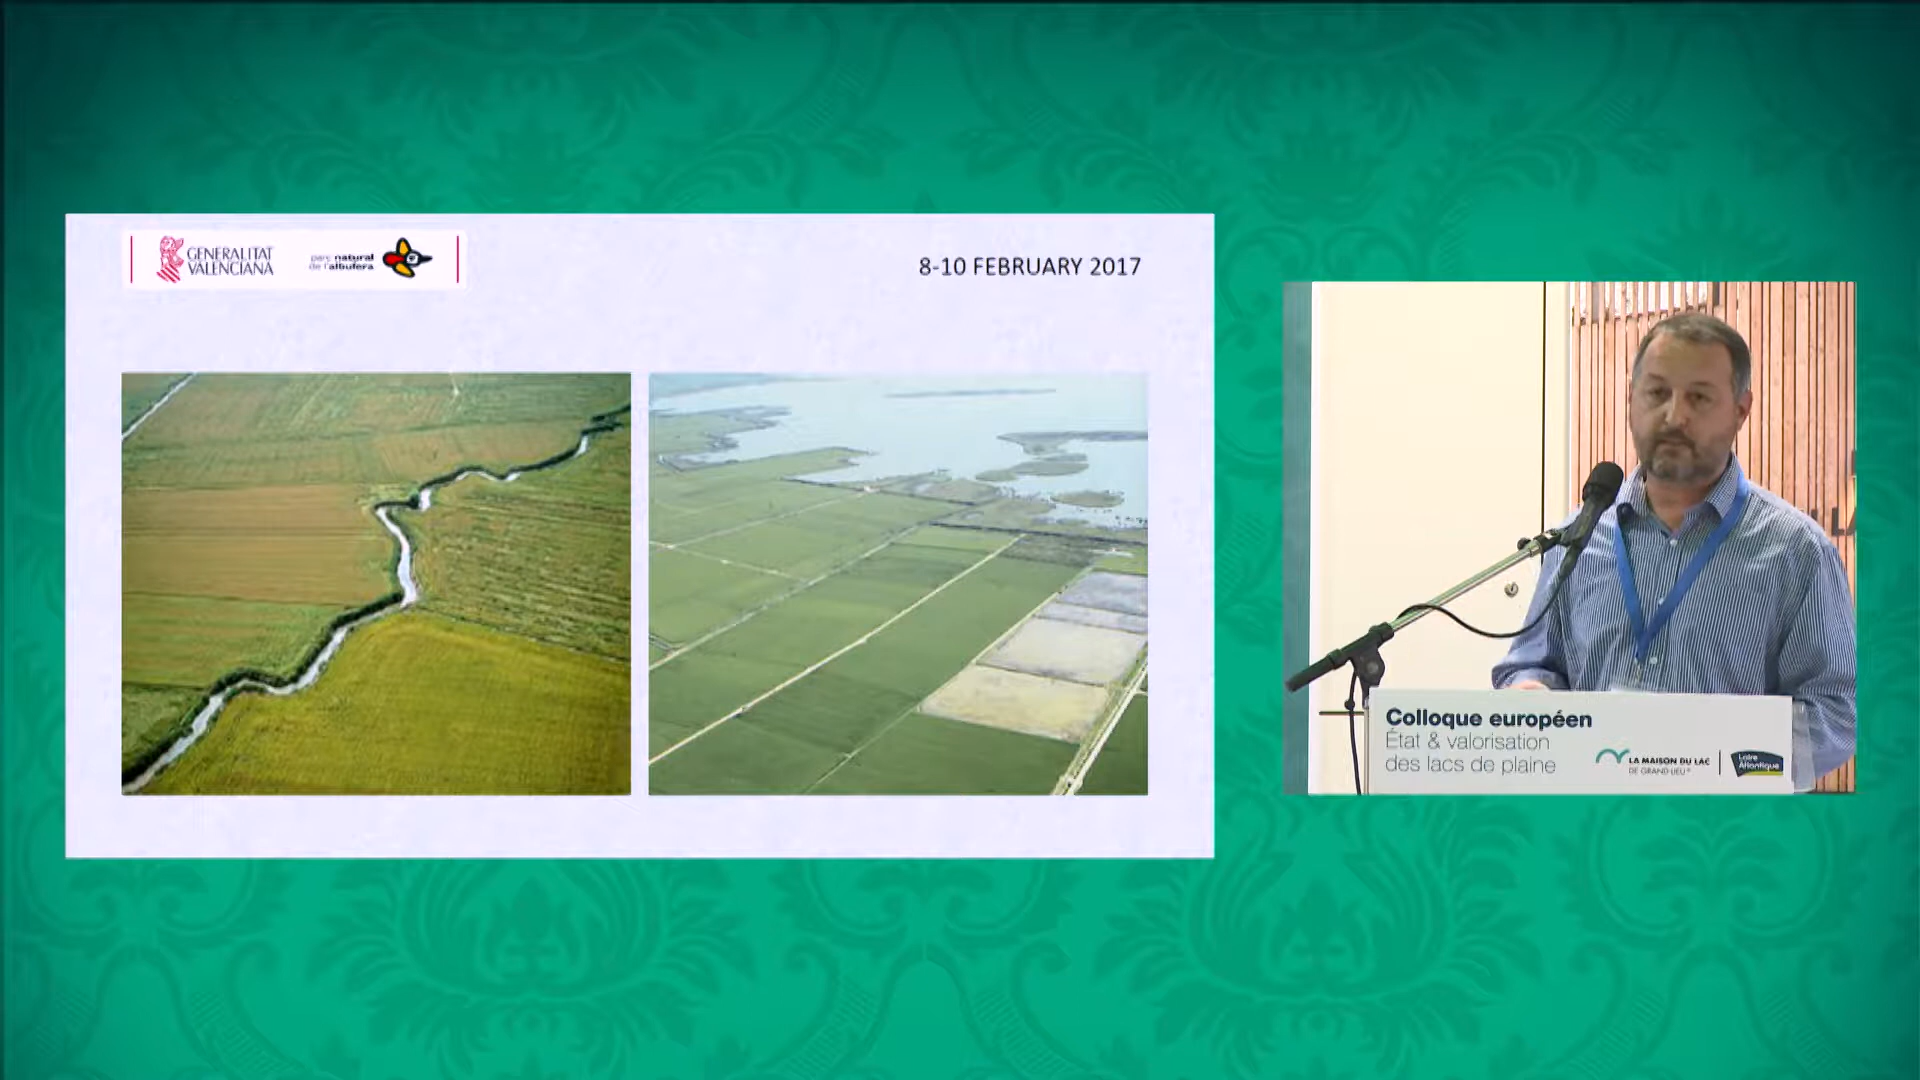 GENERALITAT
VALENCIANA
parc natural
de l'albufera
8-10 FEBRUARY 2017
Colloque européen
État & valorisation
des lacs de plaine
LA MAISON DU LAC
DE GRAND LIEU
Loire
Atlantique